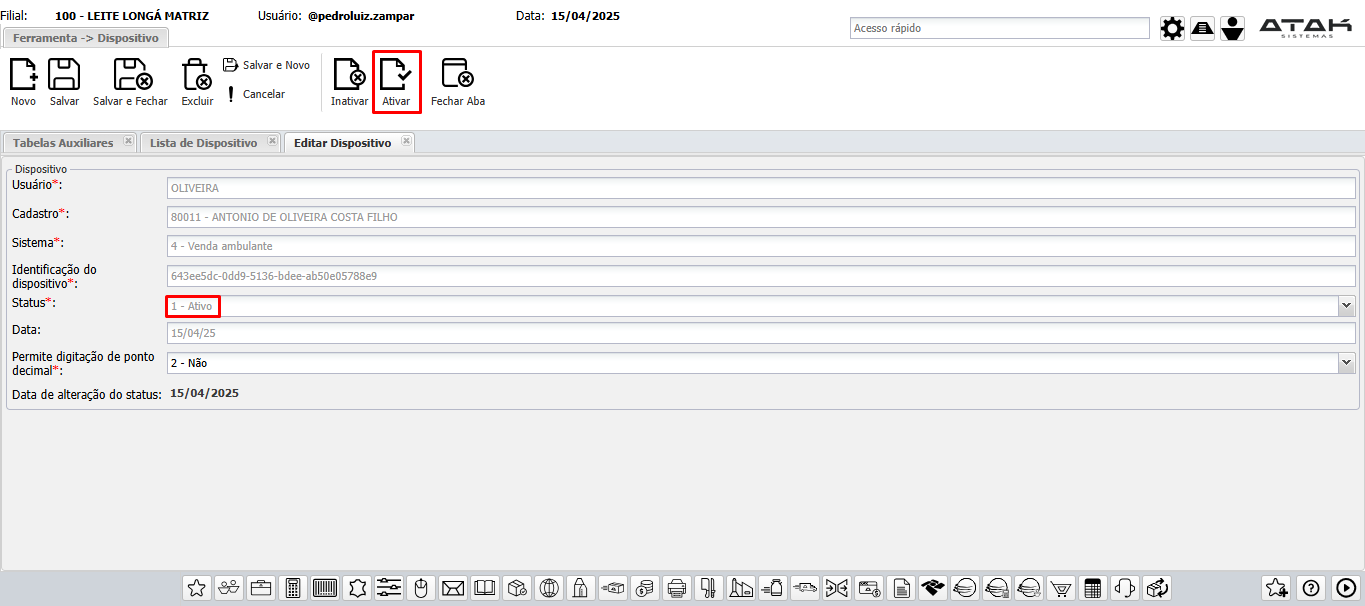 Filial: 100 - LEITE LONGÁ MATRIZ Usuário: @pedroluiz.zampar Data: 15/04/2025
Acesso rápido
ATAK
SISTEMAS
Ferramenta -> Dispositivo
Novo Salvar Salvar e Fechar Excluir
Salvar e Novo
Cancelar
Inativar Ativar Fechar Aba
Tabelas Auxiliares Lista de Dispositivo Editar Dispositivo
Dispositivo
Usuário*: OLIVEIRA
Cadastro*: 80011 - ANTONIO DE OLIVEIRA COSTA FILHO
Sistema*: 4 - Venda ambulante
Identificação do
dispositivo*: 643ee5dc-0dd9-5136-bdee-ab50e05788e9
Status*: 1 - Ativo
Data: 15/04/25
Permite digitação de ponto
decimal*: 2 - Não
Data de alteração do status: 15/04/2025